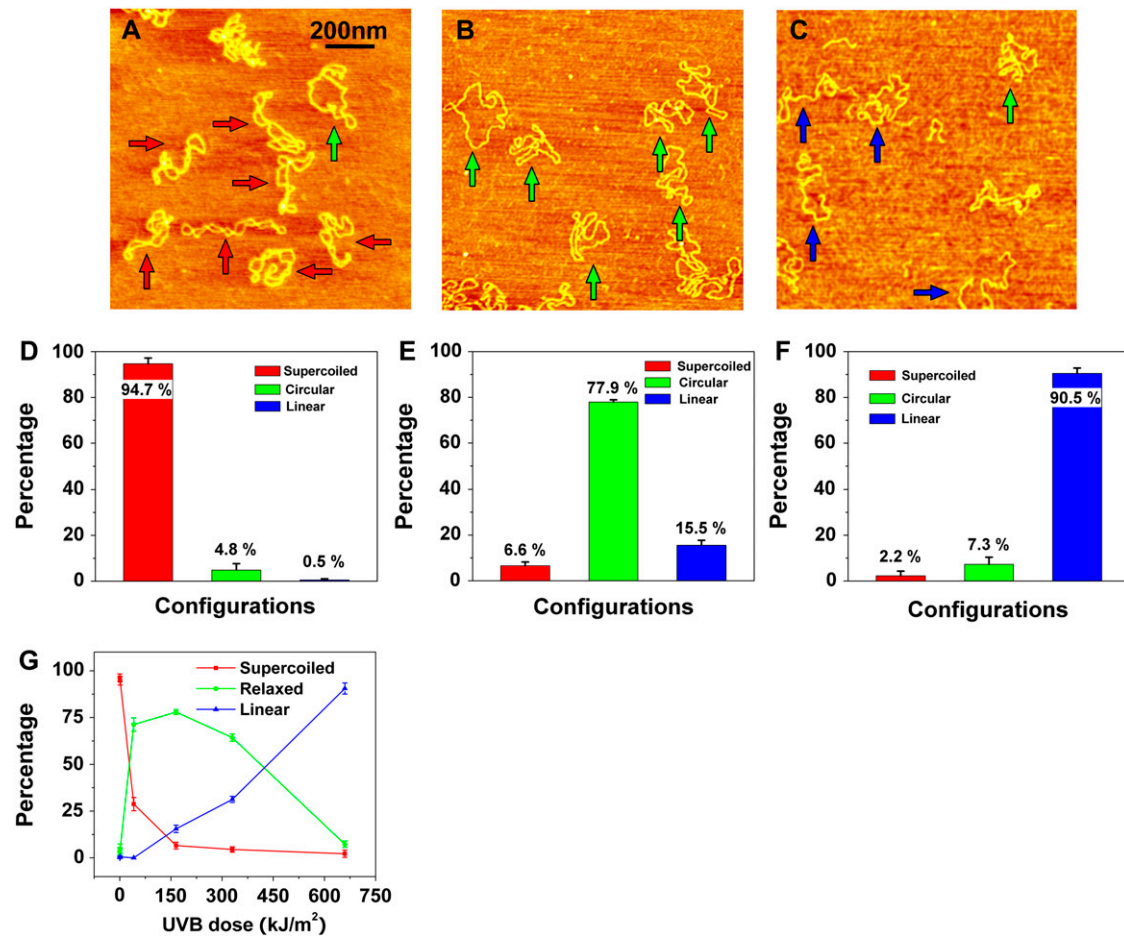 A
200nm
B
C
D
Percentage
100
80
60
40
20
0
94.7 %
4.8 %
0.5 %
Supercoiled
Circular
Linear
Configurations
E
Percentage
100
80
60
40
20
0
6.6 %
77.9 %
15.5 %
Supercoiled
Circular
Linear
Configurations
F
Percentage
100
80
60
40
20
0
2.2 %
7.3 %
90.5 %
Supercoiled
Circular
Linear
Configurations
G
Percentage
100
75
50
25
0
Supercoiled
Relaxed
Linear
0 150 300 450 600 750
UVB dose (kJ/m²)